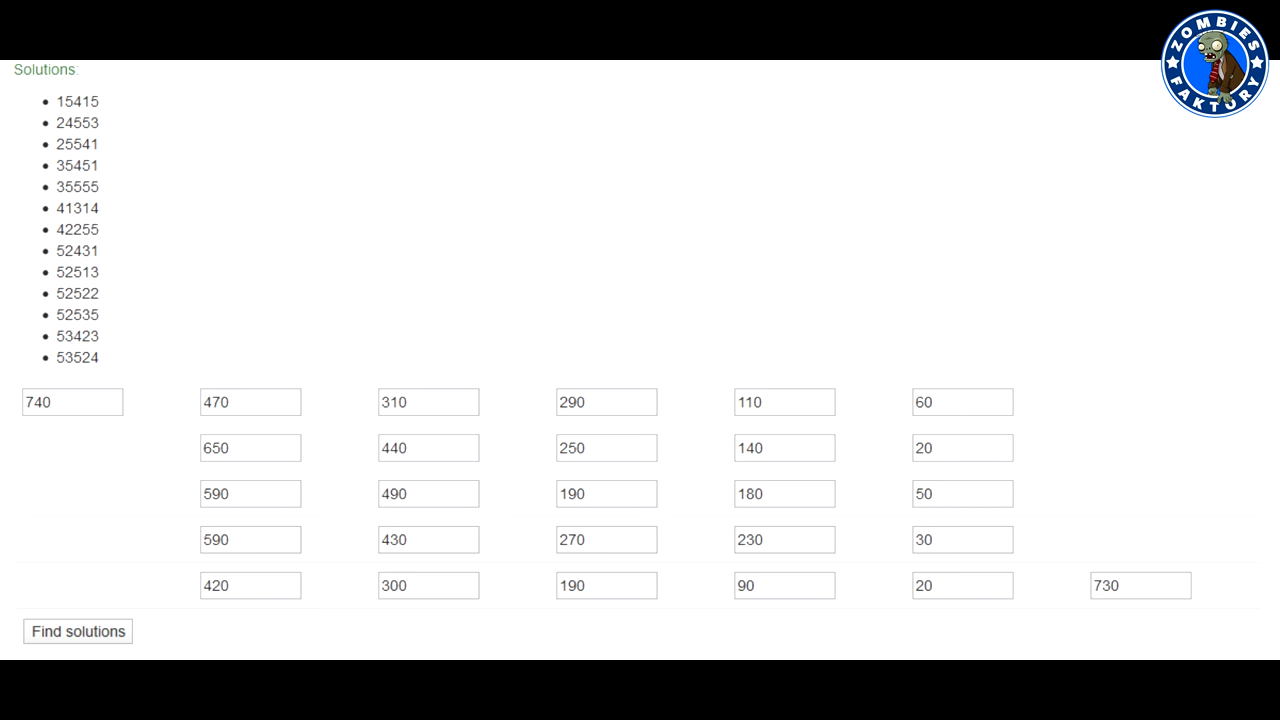 ZOMBIES
FAKTORY
Solutions:
15415
24553
25541
35451
35555
41314
42255
52431
52513
52522
52535
53423
53524
740 470 310 290 110 60
650 440 250 140 20
590 490 190 180 50
590 430 270 230 30
420 300 190 90 20 730
Find solutions